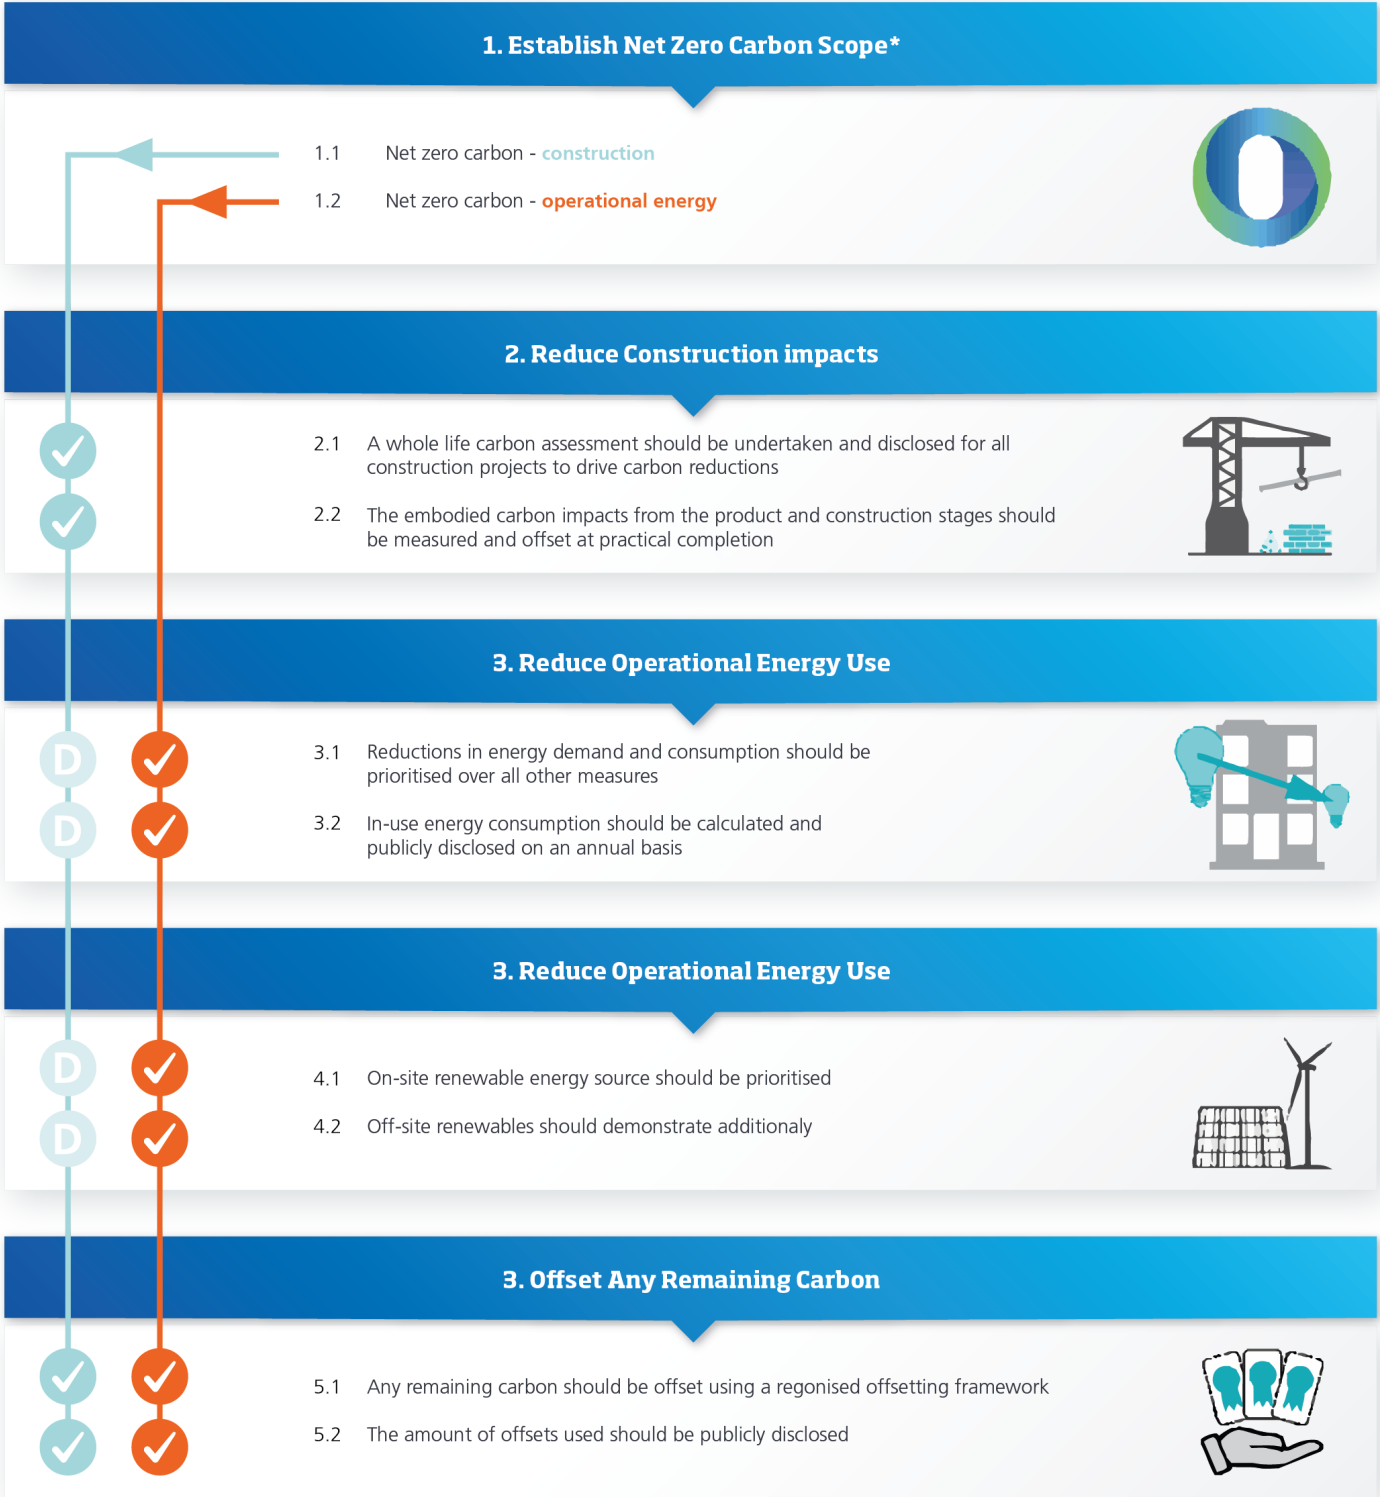 1. Establish Net Zero Carbon Scope*
1.1 Net zero carbon - construction
1.2 Net zero carbon - operational energy
2. Reduce Construction impacts
2.1 A whole life carbon assessment should be undertaken and disclosed for all
construction projects to drive carbon reductions
2.2 The embodied carbon impacts from the product and construction stages should
be measured and offset at practical completion
3. Reduce Operational Energy Use
D
3.1 Reductions in energy demand and consumption should be
prioritised over all other measures
D
3.2 In-use energy consumption should be calculated and
publicly disclosed on an annual basis
3. Reduce Operational Energy Use
D
4.1 On-site renewable energy source should be prioritised
D
4.2 Off-site renewables should demonstrate additionaly
3. Offset Any Remaining Carbon
5.1 Any remaining carbon should be offset using a regonised offsetting framework
5.2 The amount of offsets used should be publicly disclosed